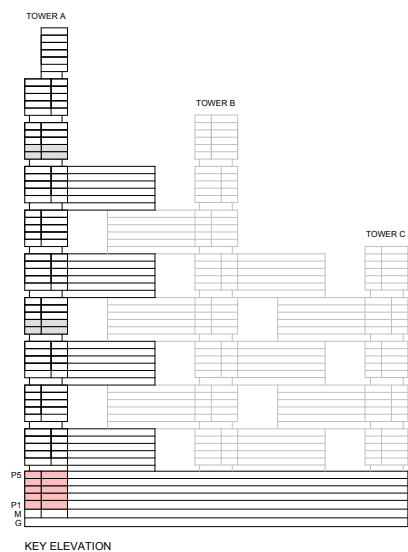 TOWER A
TOWER B
TOWER C
P5
P1
M
G
KEY ELEVATION